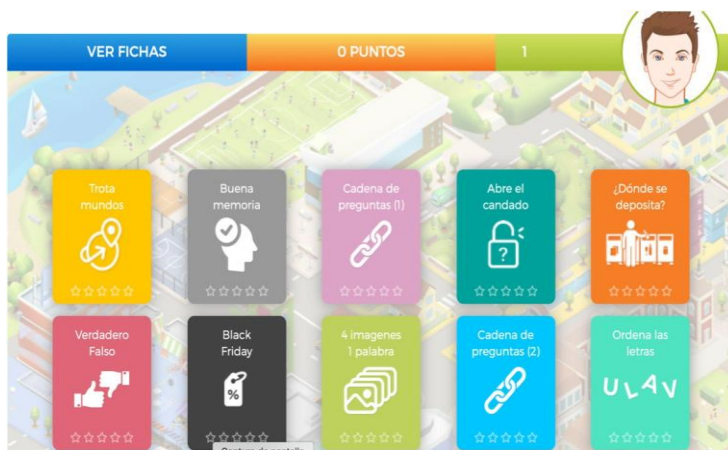 VER FICHAS
0 PUNTOS
1
Trota
mundos
Buena
memoria
Cadena de
preguntas (1)
Abre el
candado
?
¿Dónde se
deposita?
Verdadero
Falso
Black
Friday
%
4 imagenes
1 palabra
Cadena de
preguntas (2)
Ordena las
letras
U L A V